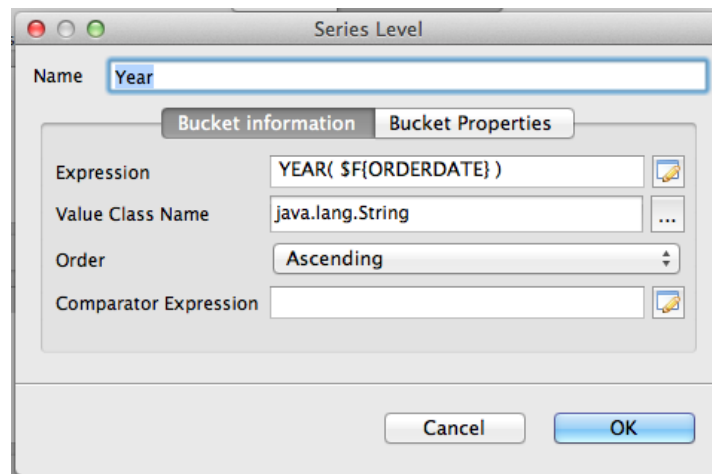 Series Level
Name Year
Bucket information Bucket Properties
Expression YEAR( $F{ORDERDATE} )
Value Class Name java.lang.String ...
Order Ascending
Comparator Expression
Cancel OK